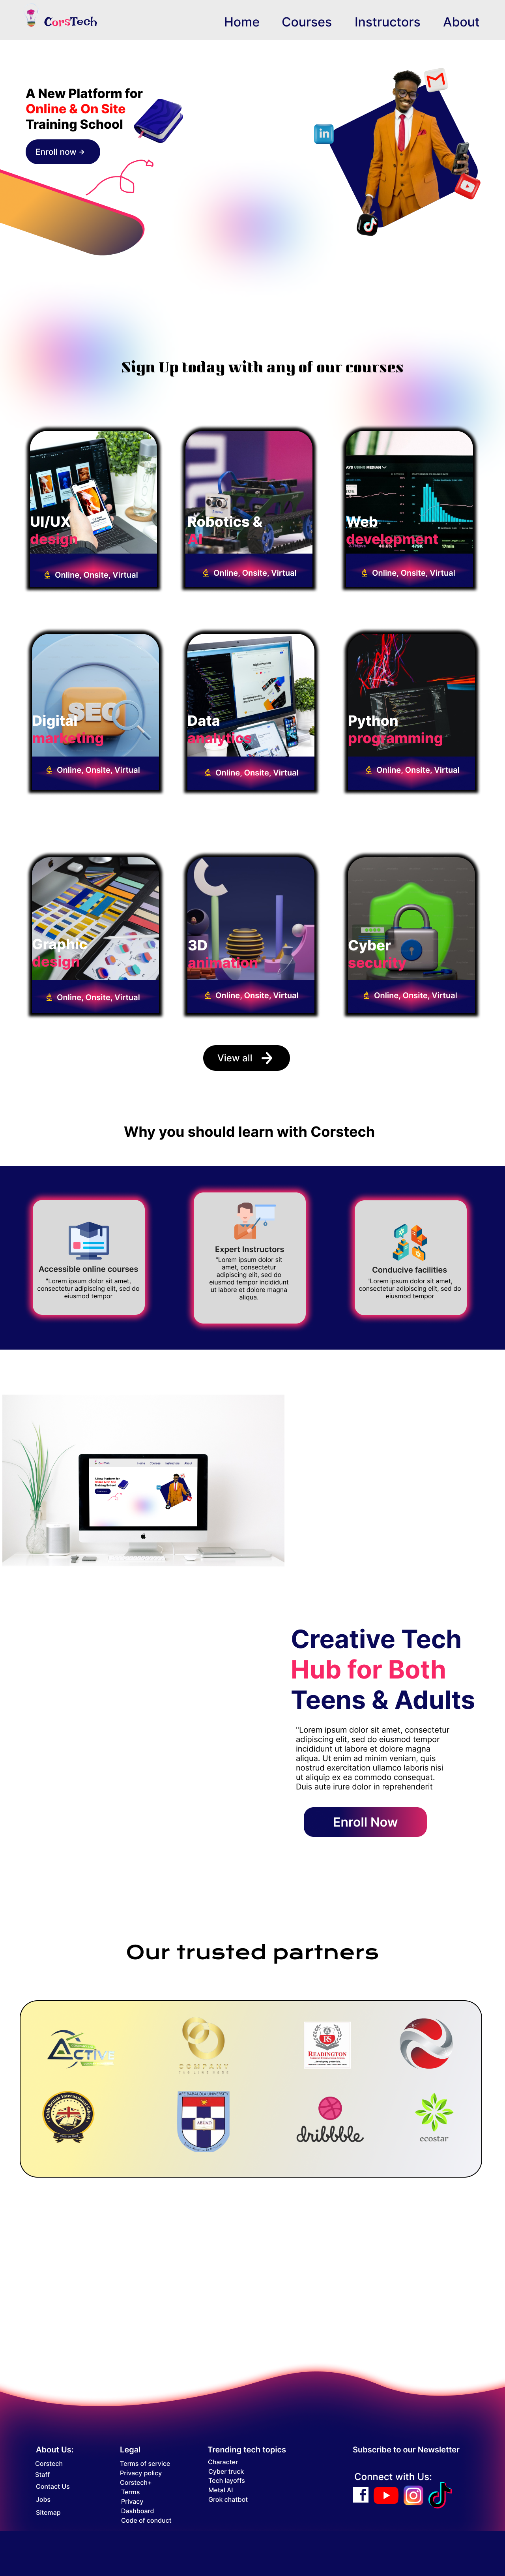 CorsTech
Home Courses Instructors About
A New Platform for
Online & On Site
Training School
Enroll now →
Sign Up today with any of our courses
UI/UX
design
Online, Onsite, Virtual
Robotics &
AI
Online, Onsite, Virtual
Web
development
Online, Onsite, Virtual
SEO
Digital
marketing
Online, Onsite, Virtual
Data
analytics
Online, Onsite, Virtual
Python
programming
Online, Onsite, Virtual
Graphic
design
Online, Onsite, Virtual
3D
animation
Online, Onsite, Virtual
Cyber
security
Online, Onsite, Virtual
View all
Why you should learn with Corstech
Accessible online courses
"Lorem ipsum dolor sit amet,
consectetur adipiscing elit, sed do
eiusmod tempor
Expert Instructors
"Lorem ipsum dolor sit
amet, consectetur
adipiscing elit, sed do
eiusmod tempor incididunt
ut labore et dolore magna
aliqua.
Conducive facilities
"Lorem ipsum dolor sit amet,
consectetur adipiscing elit, sed do
eiusmod tempor
Creative Tech
Hub for Both
Teens & Adults
"Lorem ipsum dolor sit amet, consectetur
adipiscing elit, sed do eiusmod tempor
incididunt ut labore et dolore magna
aliqua. Ut enim ad minim veniam, quis
nostrud exercitation ullamco laboris nisi
ut aliquip ex ea commodo consequat.
Duis aute irure dolor in reprehenderit
Enroll Now
Our trusted partners
ACTIVE
COMPANY
READINGTON
dribbble
ecostar
About Us:
Corstech
Staff
Contact Us
Jobs
Sitemap
Legal
Terms of service
Privacy policy
Corstech+
Terms
Privacy
Dashboard
Code of conduct
Trending tech topics
Character
Cyber truck
Tech layoffs
Metal AI
Grok chatbot
Subscribe to our Newsletter
Connect with Us: